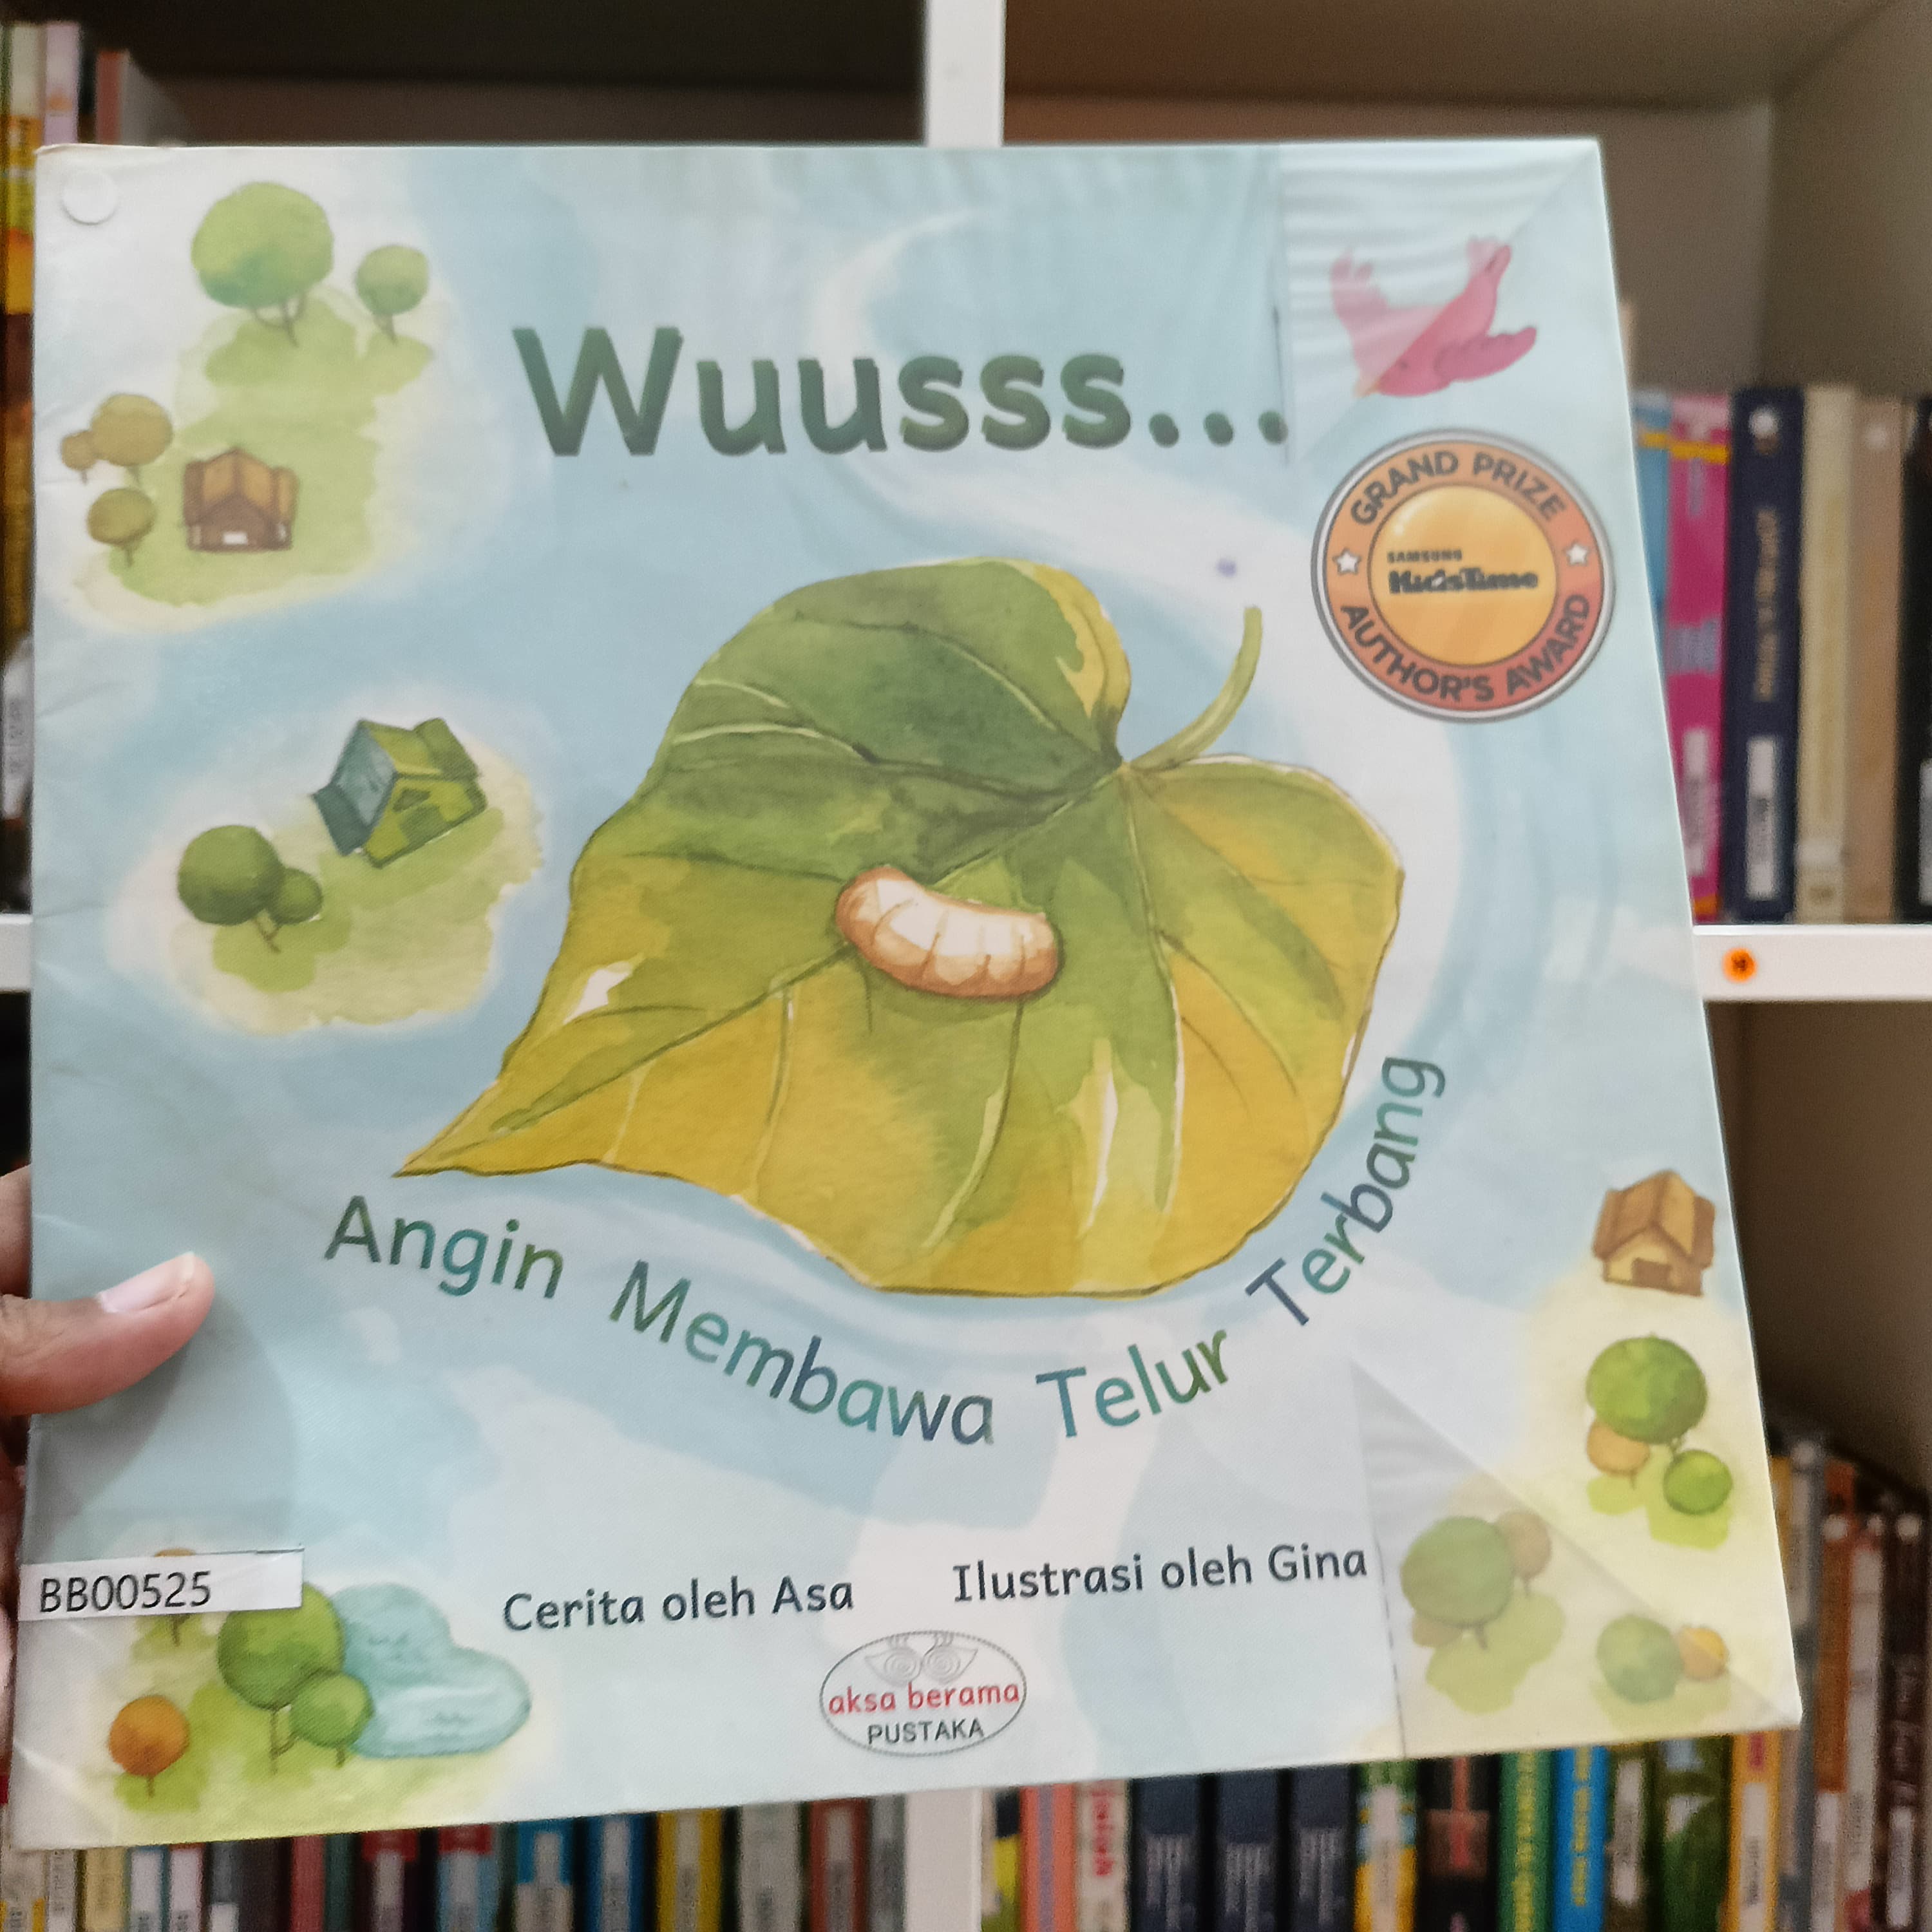 Wuusss...
GRAND PRIZE
SAMSUNG
KidsTime
AUTHOR'S AWARD
Angin Membawa Telur Terbang
BB00525
Cerita oleh Asa
Ilustrasi oleh Gina
aksa berama
PUSTAKA